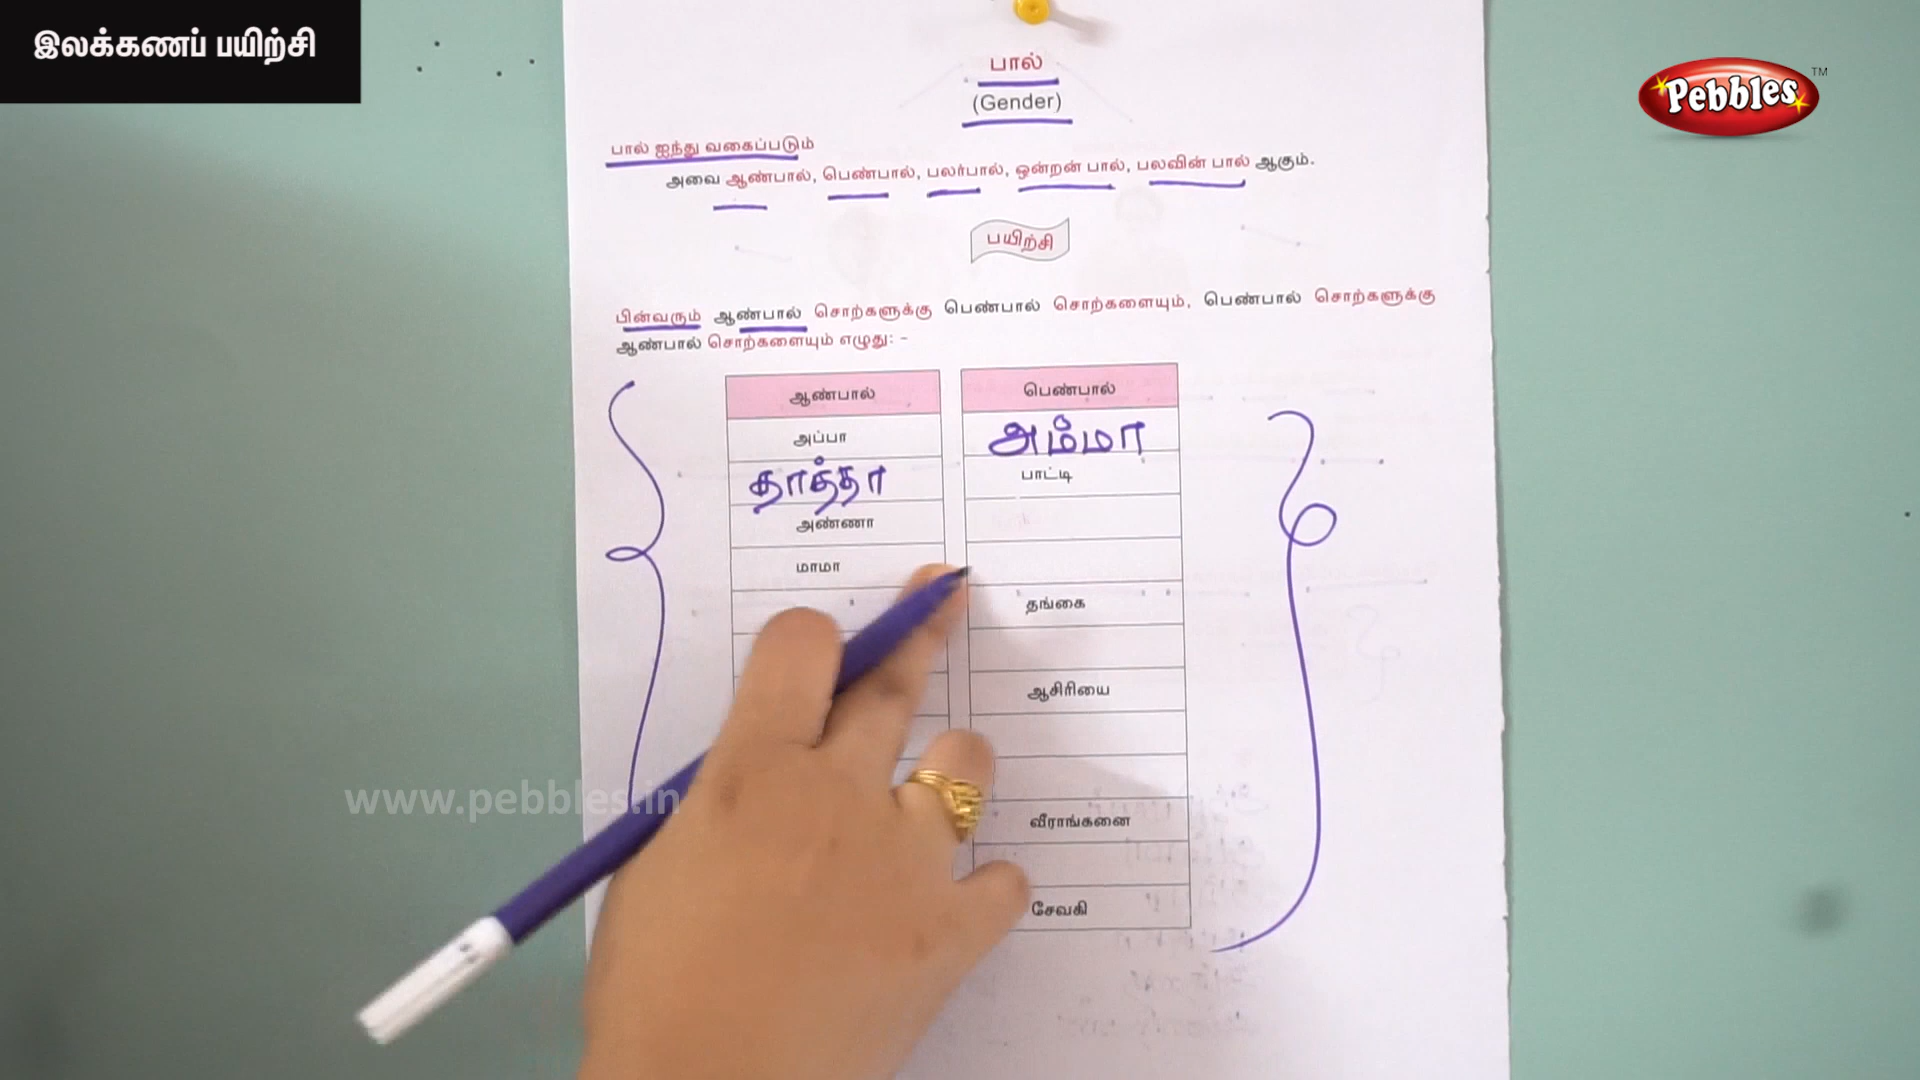 இலக்கணப் பயிற்சி
Pebbles TM
பால்
(Gender)
பால் ஐந்து வகைப்படும்
அவை ஆண்பால், பெண்பால், பலர்பால், ஒன்றன் பால், பலவின் பால் ஆகும்.
பயிற்சி
பின்வரும் ஆண்பால் சொற்களுக்கு பெண்பால் சொற்களையும், பெண்பால் சொற்களுக்கு
ஆண்பால் சொற்களையும் எழுது: -
ஆண்பால் பெண்பால்
அப்பா அம்மா
தாத்தா பாட்டி
அண்ணா
மாமா
தங்கை
ஆசிரியை
வீராங்கனை
சேவகி
www.pebbles.in